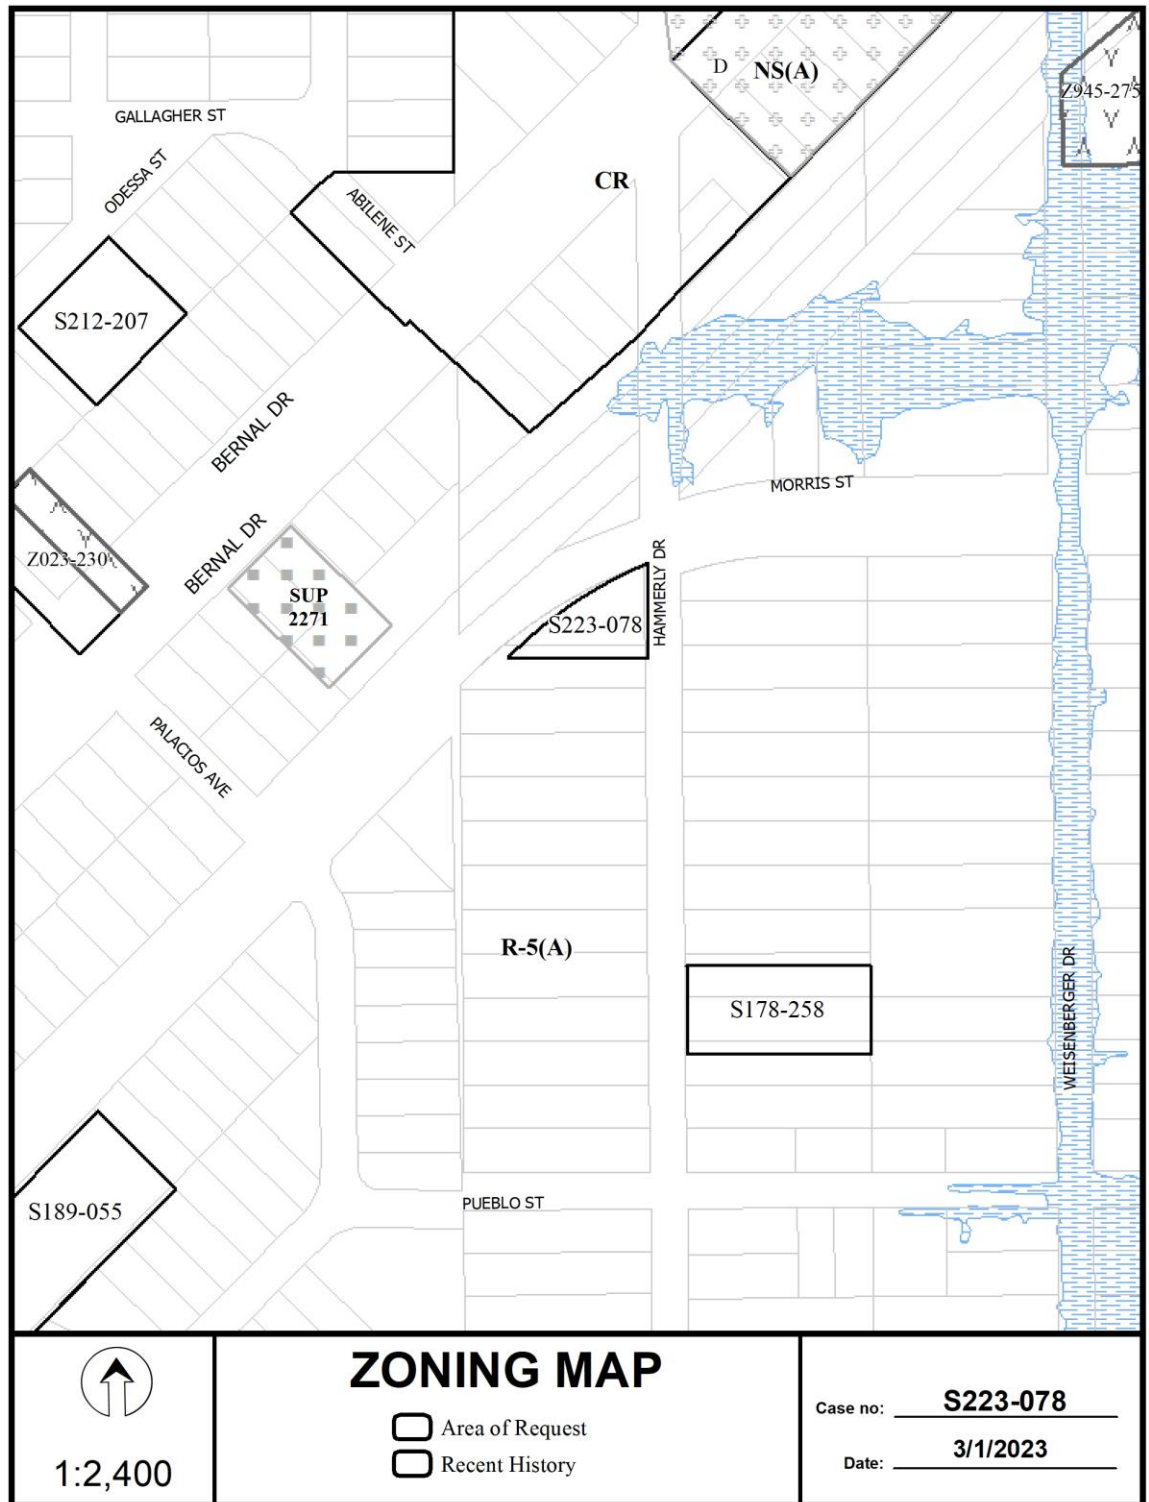 D
NS(A)
Z945-275
GALLAGHER ST
ODESSA ST
ABILENE ST
CR
S212-207
BERNAL DR
MORRIS ST
BERNAL DR
Z023-230
SUP
2271
HAMMERLY DR
S223-078
PALACIOS AVE
R-5(A)
S178-258
WEISENBERGER DR
S189-055
PUEBLO ST
1:2,400
ZONING MAP
Area of Request
Recent History
Case no: S223-078
Date: 3/1/2023